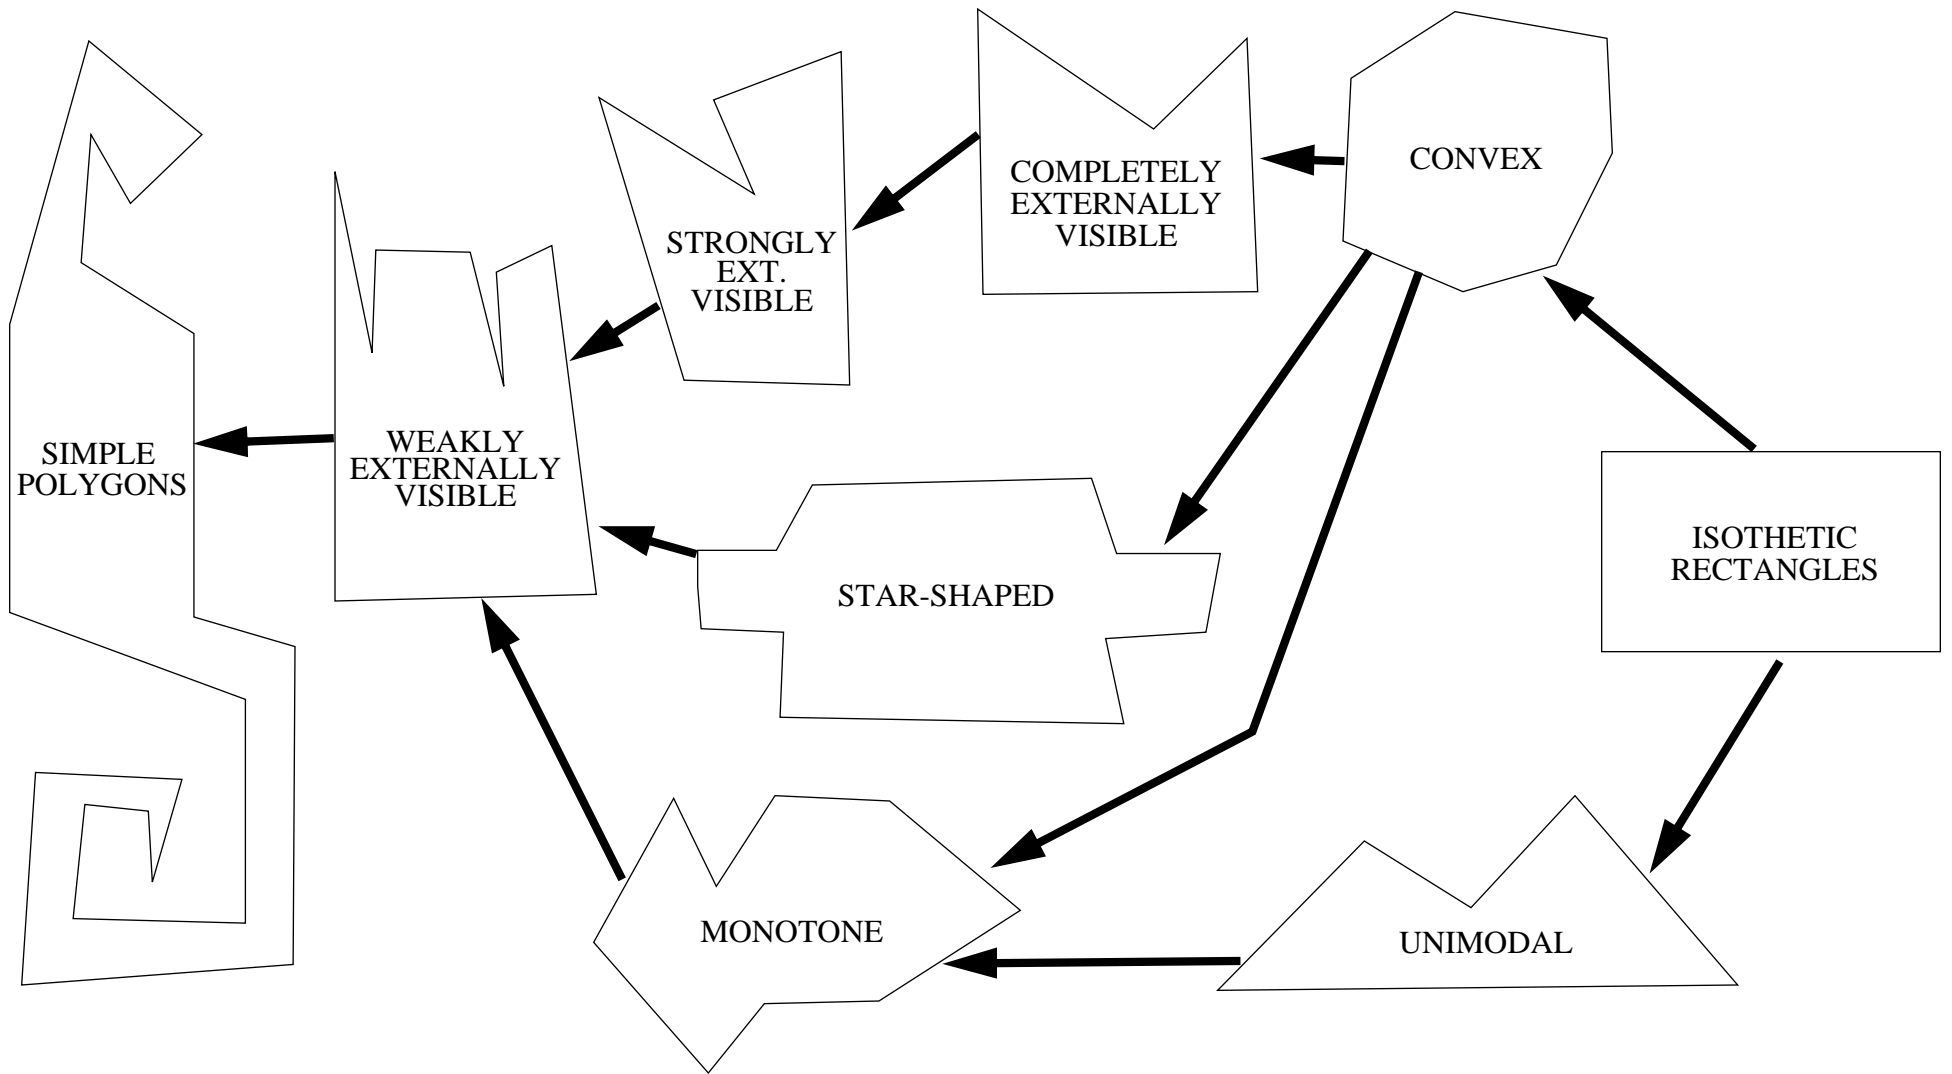 CONVEX
COMPLETELY
EXTERNALLY
VISIBLE
STRONGLY
EXT.
VISIBLE
SIMPLE
POLYGONS
WEAKLY
EXTERNALLY
VISIBLE
STAR-SHAPED
ISOTHETIC
RECTANGLES
MONOTONE
UNIMODAL